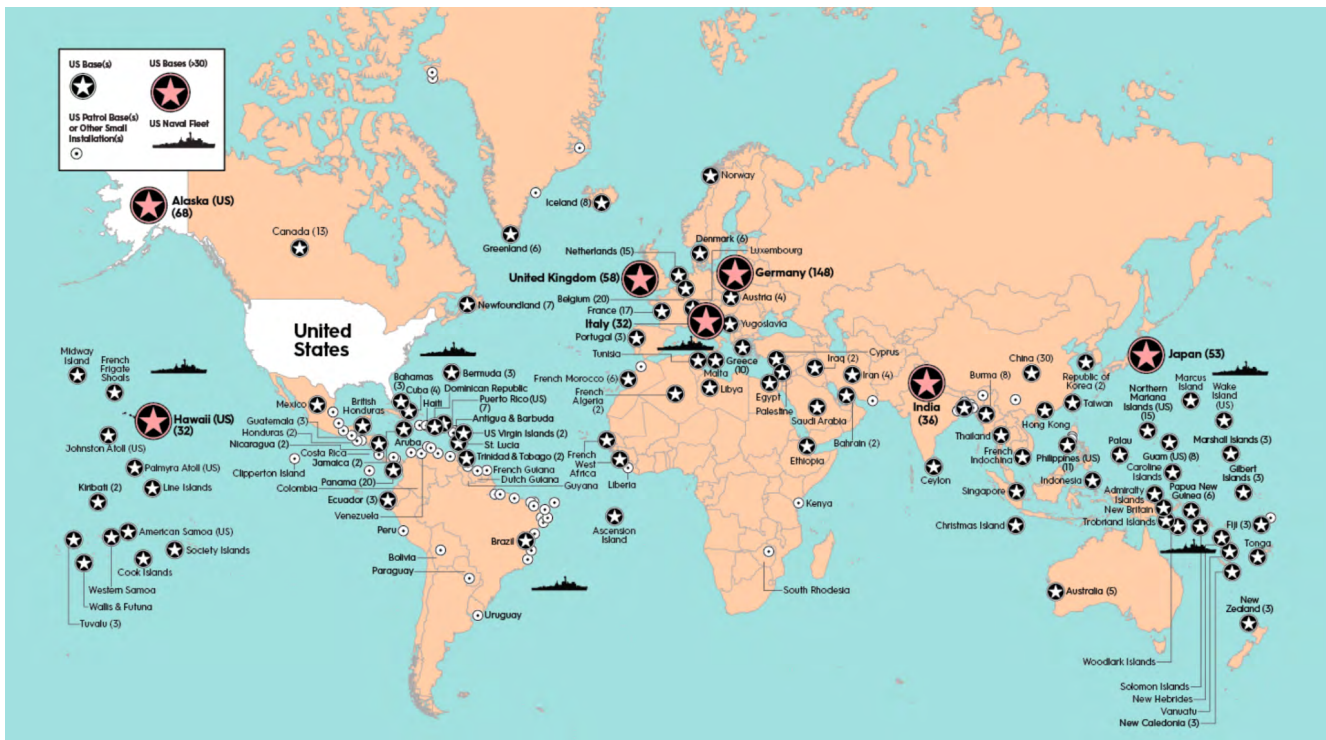 US Base(s)
US Bases (>30)
US Patrol Base(s)
or Other Small
Installation(s)
US Naval Fleet
Alaska (US)
(68)
Canada (13)
United
States
Newfoundland (7)
Greenland (6)
Iceland (8)
Norway
Netherlands (15)
Denmark (6)
Luxembourg
United Kingdom (58)
Germany (148)
Belgium (20)
Austria (4)
France (17)
Italy (32)
Yugoslavia
Portugal (3)
Tunisia
Malta
Greece
(10)
Cyprus
Iraq (2)
Iran (4)
French Morocco (6)
French
Algeria
(2)
Libya
Egypt
Palestine
Saudi Arabia
Bahrain (2)
Ethiopia
French
West
Africa
Liberia
Kenya
Ascension
Island
South Rhodesia
Midway
Island
French
Frigate
Shoals
Hawaii (US)
(32)
Johnston Atoll (US)
Palmyra Atoll (US)
Kiribati (2)
Line Islands
American Samoa (US)
Society Islands
Cook Islands
Western Samoa
Wallis & Futuna
Tuvalu (3)
Mexico
British
Honduras
Guatemala (3)
Honduras (2)
Nicaragua (2)
Costa Rica
Jamaica (2)
Clipperton Island
Panama (20)
Colombia
Ecuador (3)
Venezuela
Bahamas
(3)
Cuba (4)
Haiti
Aruba
Bermuda (3)
Dominican Republic
Puerto Rico (US)
(7)
Antigua & Barbuda
US Virgin Islands (2)
St. Lucia
Trinidad & Tobago (2)
French Guiana
Dutch Guiana
Guyana
Peru
Brazil
Bolivia
Paraguay
Uruguay
India
(36)
Ceylon
Burma (8)
China (30)
Republic of
Korea (2)
Japan (53)
Taiwan
Hong Kong
Thailand
French
Indochina
Philippines (US)
(11)
Singapore
Indonesia
Christmas Island
Northern
Mariana
Islands (US)
(15)
Marcus
Island
Wake
Island
(US)
Palau
Guam (US) (8)
Marshall Islands (3)
Caroline
Islands
Gilbert
Islands (3)
Admiralty
Islands
Papua New
Guinea (6)
New Britain
Trobriand Islands
Fiji (3)
Tonga
Australia (5)
New
Zealand (3)
Woodlark Islands
Solomon Islands
New Hebrides
Vanuatu
New Caledonia (3)